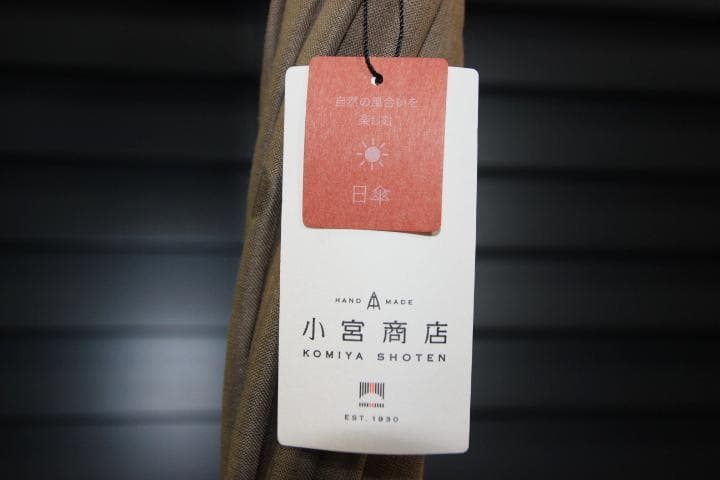 自然の風合いを
楽しむ
日傘
HAND MADE
小宮商店
KOMIYA SHOTEN
EST. 1930